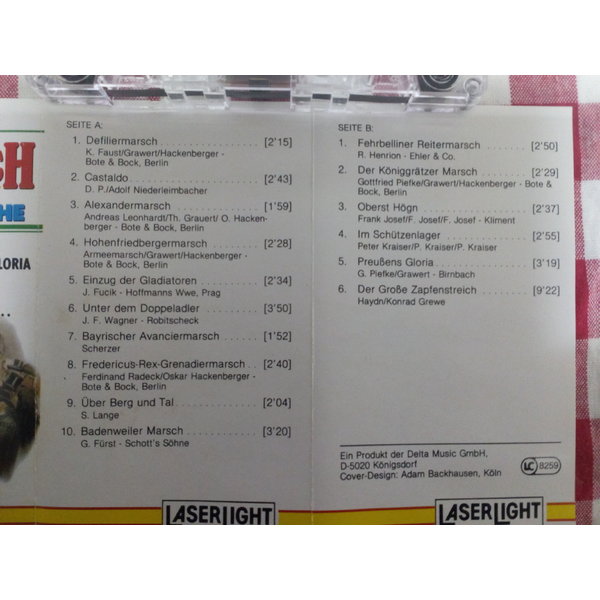 SEITE A:
1. Defiliermarsch ............ [2'15]
K. Faust/Grawert/Hackenberger -
Bote & Bock, Berlin
2. Castaldo ............ [2'43]
D. P./Adolf Niederleimbacher
3. Alexandermarsch ............ [1'59]
Andreas Leonhardt/Th. Grauert/ O. Hacken-
berger - Bote & Bock, Berlin
4. Hohenfriedbergermarsch ............ [2'28]
Armeemarsch/Grawert/Hackenberger -
Bote & Bock, Berlin
5. Einzug der Gladiatoren ............ [2'34]
J. Fucik - Hoffmanns Wwe, Prag
6. Unter dem Doppeladler ............ [3'50]
J. F. Wagner - Robitscheck
7. Bayrischer Avanciermarsch ............ [1'52]
Scherzer
8. Fredericus-Rex-Grenadiermarsch .. [2'40]
Ferdinand Radeck/Oskar Hackenberger -
Bote & Bock, Berlin
9. Über Berg und Tal ............ [2'04]
S. Lange
10. Badenweiler Marsch ............ [3'20]
G. Fürst - Schott's Söhne
SEITE B:
1. Fehrbelliner Reitermarsch ............ [2'50]
R. Henrion - Ehler & Co.
2. Der Königgrätzer Marsch ............ [2'29]
Gottfried Piefke/Grawert/Hackenberger - Bote &
Bock, Berlin
3. Oberst Högn ............ [2'37]
Frank Josef/F. Josef/F. Josef - Kliment
4. Im Schützenlager ............ [2'55]
Peter Kraiser/P. Kraiser/P. Kraiser
5. Preußens Gloria ............ [3'19]
G. Piefke/Grawert - Birnbach
6. Der Große Zapfenstreich ............ [9'22]
Haydn/Konrad Grewe
Ein Produkt der Delta Music GmbH,
D-5020 Königsdorf
Cover-Design: Adam Backhausen, Köln
LC 8259
LASERLIGHT
LASERLIGHT